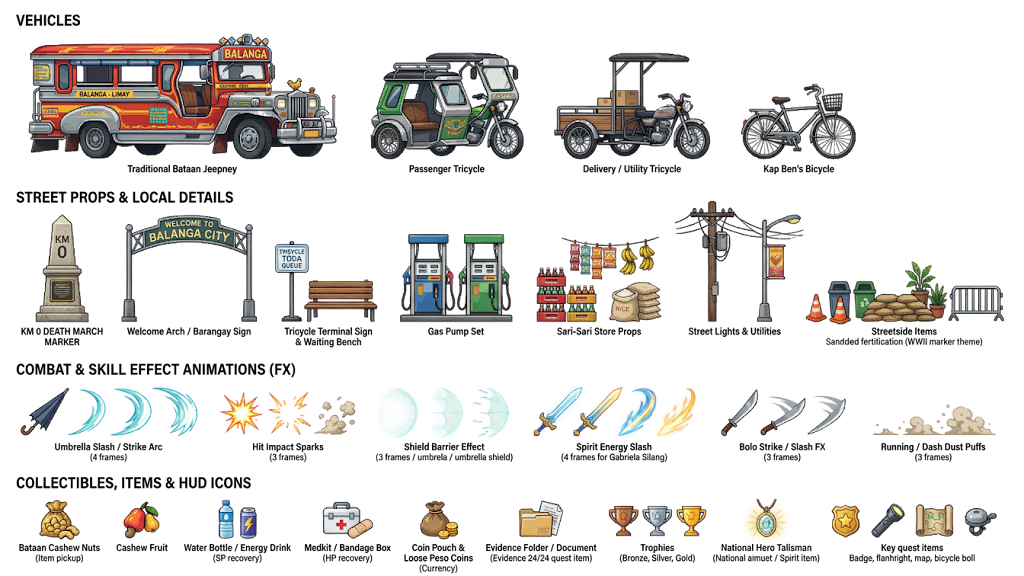 VEHICLES
BALANGA
BALANGA - LIMAY
Traditional Bataan Jeepney
Passenger Tricycle
Delivery / Utility Tricycle
Kap Ben's Bicycle
STREET PROPS & LOCAL DETAILS
KM
0
WELCOME TO
BALANGA CITY
TODA
QUEUE
RICE
KM 0 DEATH MARCH
MARKER
Welcome Arch / Barangay Sign
Tricycle Terminal Sign
& Waiting Bench
Gas Pump Set
Sari-Sari Store Props
Street Lights & Utilities
Streetside Items
Sandded fertitication (WWII marker theme)
COMBAT & SKILL EFFECT ANIMATIONS (FX)
Umbrella Slash / Strike Arc
(4 frames)
Hit Impact Sparks
(3 frames)
Shield Barrier Effect
(3 frames / umbrela / umbrella shield)
Spirit Energy Slash
(4 frames for Gabriela Silang)
Bolo Strike / Slash FX
(3 frames)
Running / Dash Dust Puffs
(3 frames)
COLLECTIBLES, ITEMS & HUD ICONS
Bataan Cashew Nuts
(Item pickup)
Cashew Fruit
Water Bottle / Energy Drink
(SP recovery)
Medkit / Bandage Box
(HP recovery)
Coin Pouch &
Loose Peso Coins
(Currency)
Evidence Folder / Document
(Evidence 24/24 quest item)
Trophies
(Bronze, Silver, Gold)
National Hero Tallsman
(National aimuet / Spirit item)
Key quest items
Badge, flanhright, map, bicycle boll